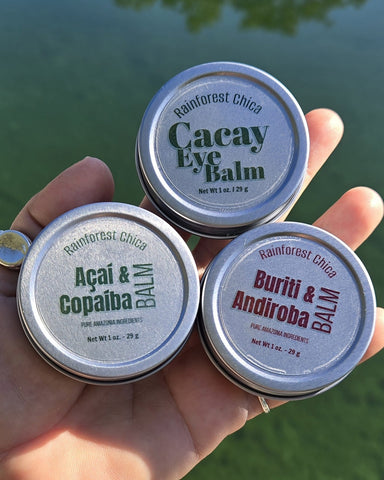 Rainforest Chica
Cacay
Eye
Balm
Net Wt 1 oz. / 29 g
Rainforest Chica
Açaí &
Copaíba
BALM
PURE AMAZONIA INGREDIENTS
Net Wt 1 oz. - 29 g
Rainforest Chica
Buriti &
Andiroba
BALM
PURE AMAZONIA INGREDIENTS
Net Wt 1 oz. - 29 g